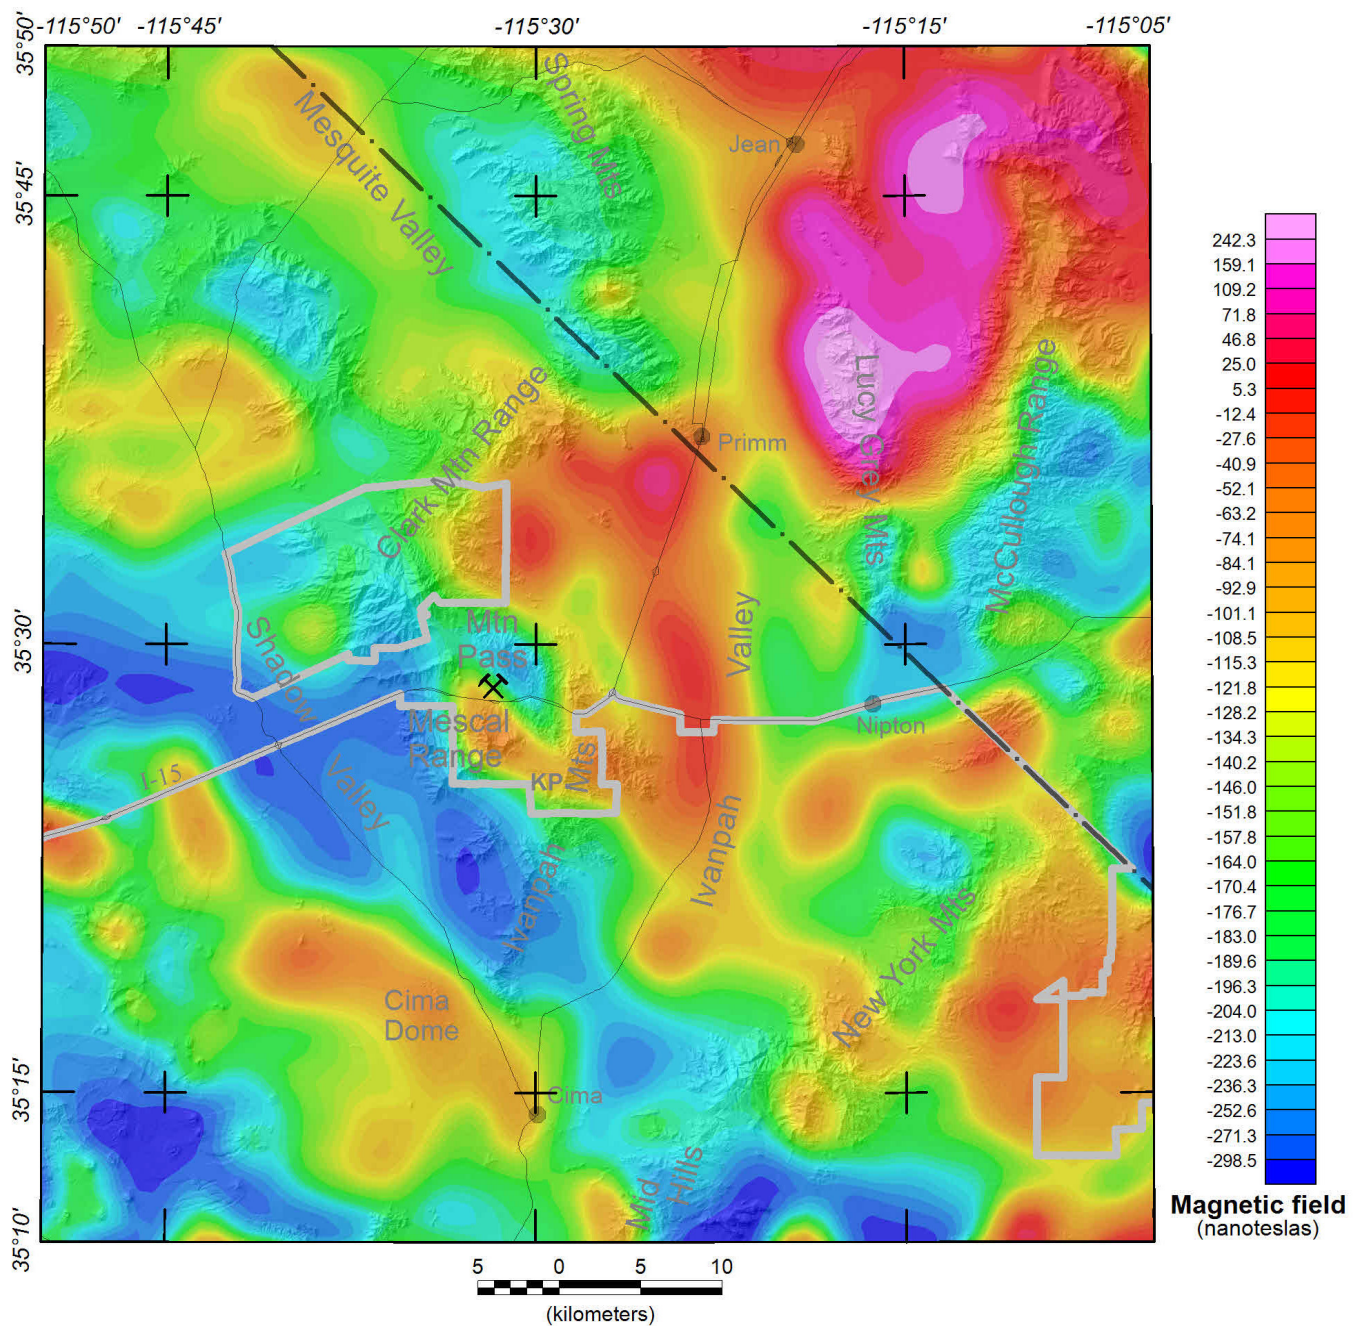 -115°50' -115°45' -115°30' -115°15' -115°05'
35°50'
35°45'
35°30'
35°15'
35°10'
Spring Mts
Mesquite Valley
Jean
Lucy Grey Mts
McCullough Range
Clark Mtn Range
Primm
Shadow
Valley
Mtn
Pass
Valley
Ivanpah
Nipton
Mescal
Range
KP
Mts
Ivanpah
I-15
New York Mts
Cima
Dome
Cima
Mid
Hills
242.3
159.1
109.2
71.8
46.8
25.0
5.3
-12.4
-27.6
-40.9
-52.1
-63.2
-74.1
-84.1
-92.9
-101.1
-108.5
-115.3
-121.8
-128.2
-134.3
-140.2
-146.0
-151.8
-157.8
-164.0
-170.4
-176.7
-183.0
-189.6
-196.3
-204.0
-213.0
-223.6
-236.3
-252.6
-271.3
-298.5
Magnetic field
(nanoteslas)
5 0 5 10
(kilometers)